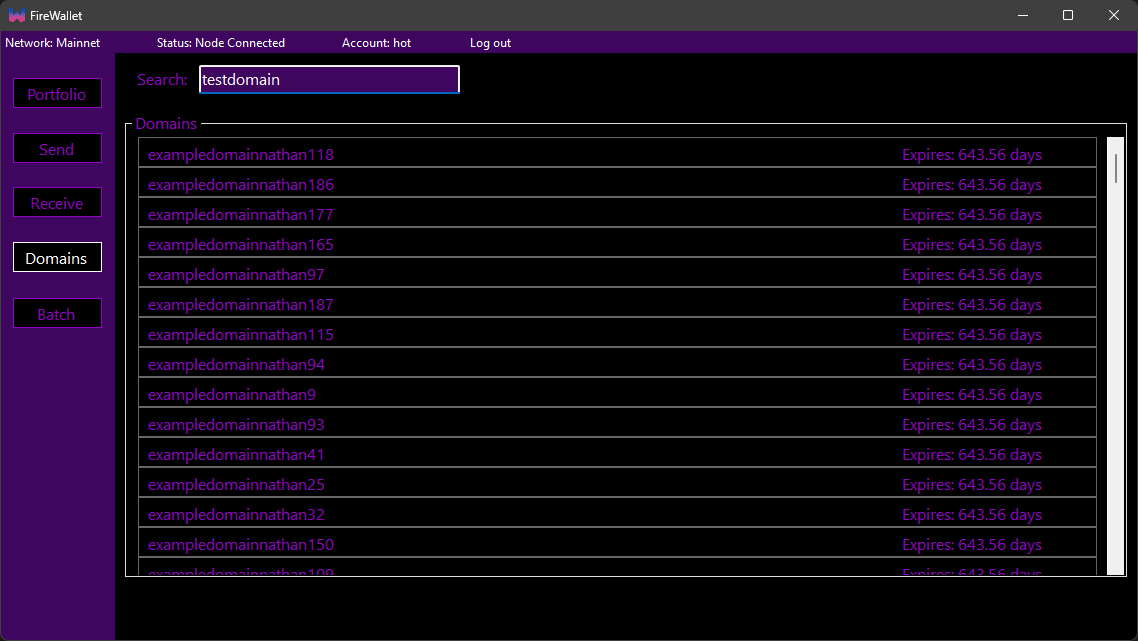 FireWallet
Network: Mainnet Status: Node Connected Account: hot Log out
Portfolio
Send
Receive
Domains
Batch
Search: testdomain
Domains
exampledomainnathan118 Expires: 643.56 days
exampledomainnathan186 Expires: 643.56 days
exampledomainnathan177 Expires: 643.56 days
exampledomainnathan165 Expires: 643.56 days
exampledomainnathan97 Expires: 643.56 days
exampledomainnathan187 Expires: 643.56 days
exampledomainnathan115 Expires: 643.56 days
exampledomainnathan94 Expires: 643.56 days
exampledomainnathan9 Expires: 643.56 days
exampledomainnathan93 Expires: 643.56 days
exampledomainnathan41 Expires: 643.56 days
exampledomainnathan25 Expires: 643.56 days
exampledomainnathan32 Expires: 643.56 days
exampledomainnathan150 Expires: 643.56 days
Expires: 643.56 days